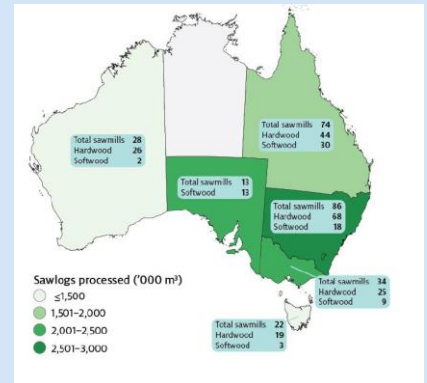 Total sawmills 74
Hardwood 44
Softwood 30
Total sawmills 28
Hardwood 26
Softwood 2
Total sawmills 13
Softwood 13
Total sawmills 86
Hardwood 68
Softwood 18
Total sawmills 34
Hardwood 25
Softwood 9
Total sawmills 22
Hardwood 19
Softwood 3
Sawlogs processed ('000 m³)
≤1,500
1,501–2,000
2,001–2,500
2,501–3,000